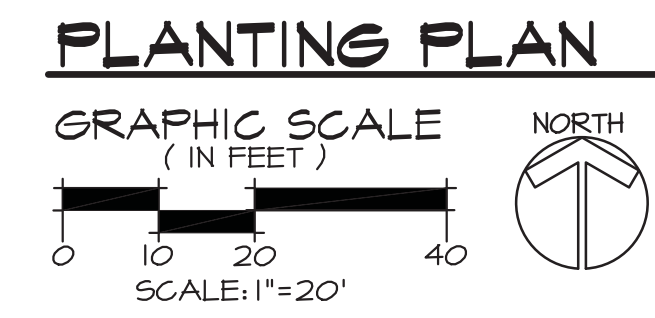 PLANTING PLAN
GRAPHIC SCALE
( IN FEET )
NORTH
0 10 20 40
SCALE: 1"=20'